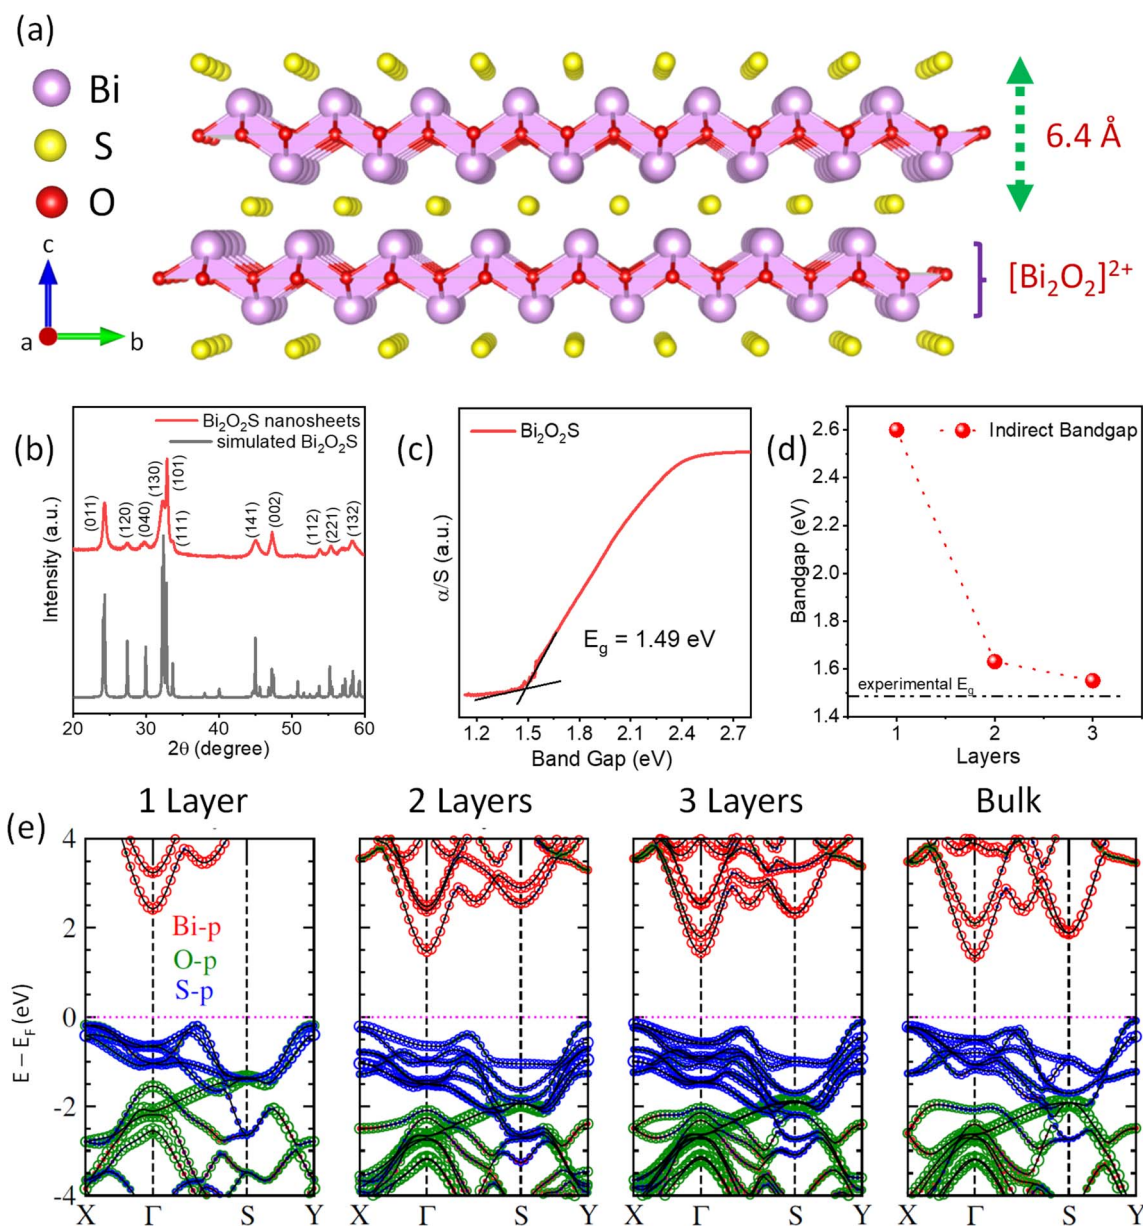 (a)
Bi
S
O
c
a
b
6.4 Å
[Bi₂O₂]²⁺
(b)
Bi₂O₂S nanosheets
simulated Bi₂O₂S
(011)
(120)
(040)
(130)
(101)
(111)
(141)
(002)
(112)
(221)
(132)
Intensity (a.u.)
20 30 40 50 60
2θ (degree)
(c)
Bi₂O₂S
α/S (a.u.)
E_g = 1.49 eV
1.2 1.5 1.8 2.1 2.4 2.7
Band Gap (eV)
(d)
Indirect Bandgap
Bandgap (eV)
2.6
2.4
2.2
2.0
1.8
1.6
1.4
experimental E_g
1 2 3
Layers
(e)
1 Layer 2 Layers 3 Layers Bulk
E – E_F (eV)
4
2
0
-2
-4
Bi-p
O-p
S-p
X Γ S Y X Γ S Y X Γ S Y X Γ S Y